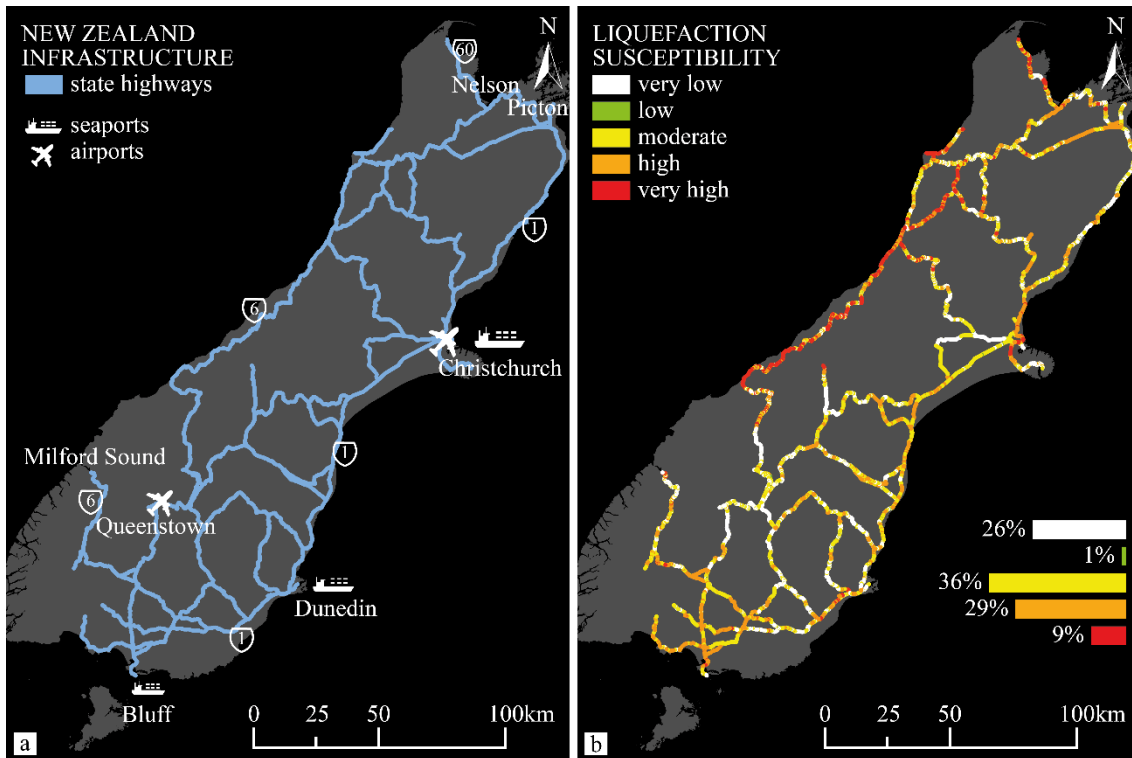 NEW ZEALAND
INFRASTRUCTURE
state highways
seaports
airports
N
60
Nelson
Picton
1
6
Christchurch
1
Milford Sound
6
Queenstown
Dunedin
1
Bluff
0 25 50 100km
a
LIQUEFACTION
SUSCEPTIBILITY
very low
low
moderate
high
very high
N
26%
1%
36%
29%
9%
0 25 50 100km
b